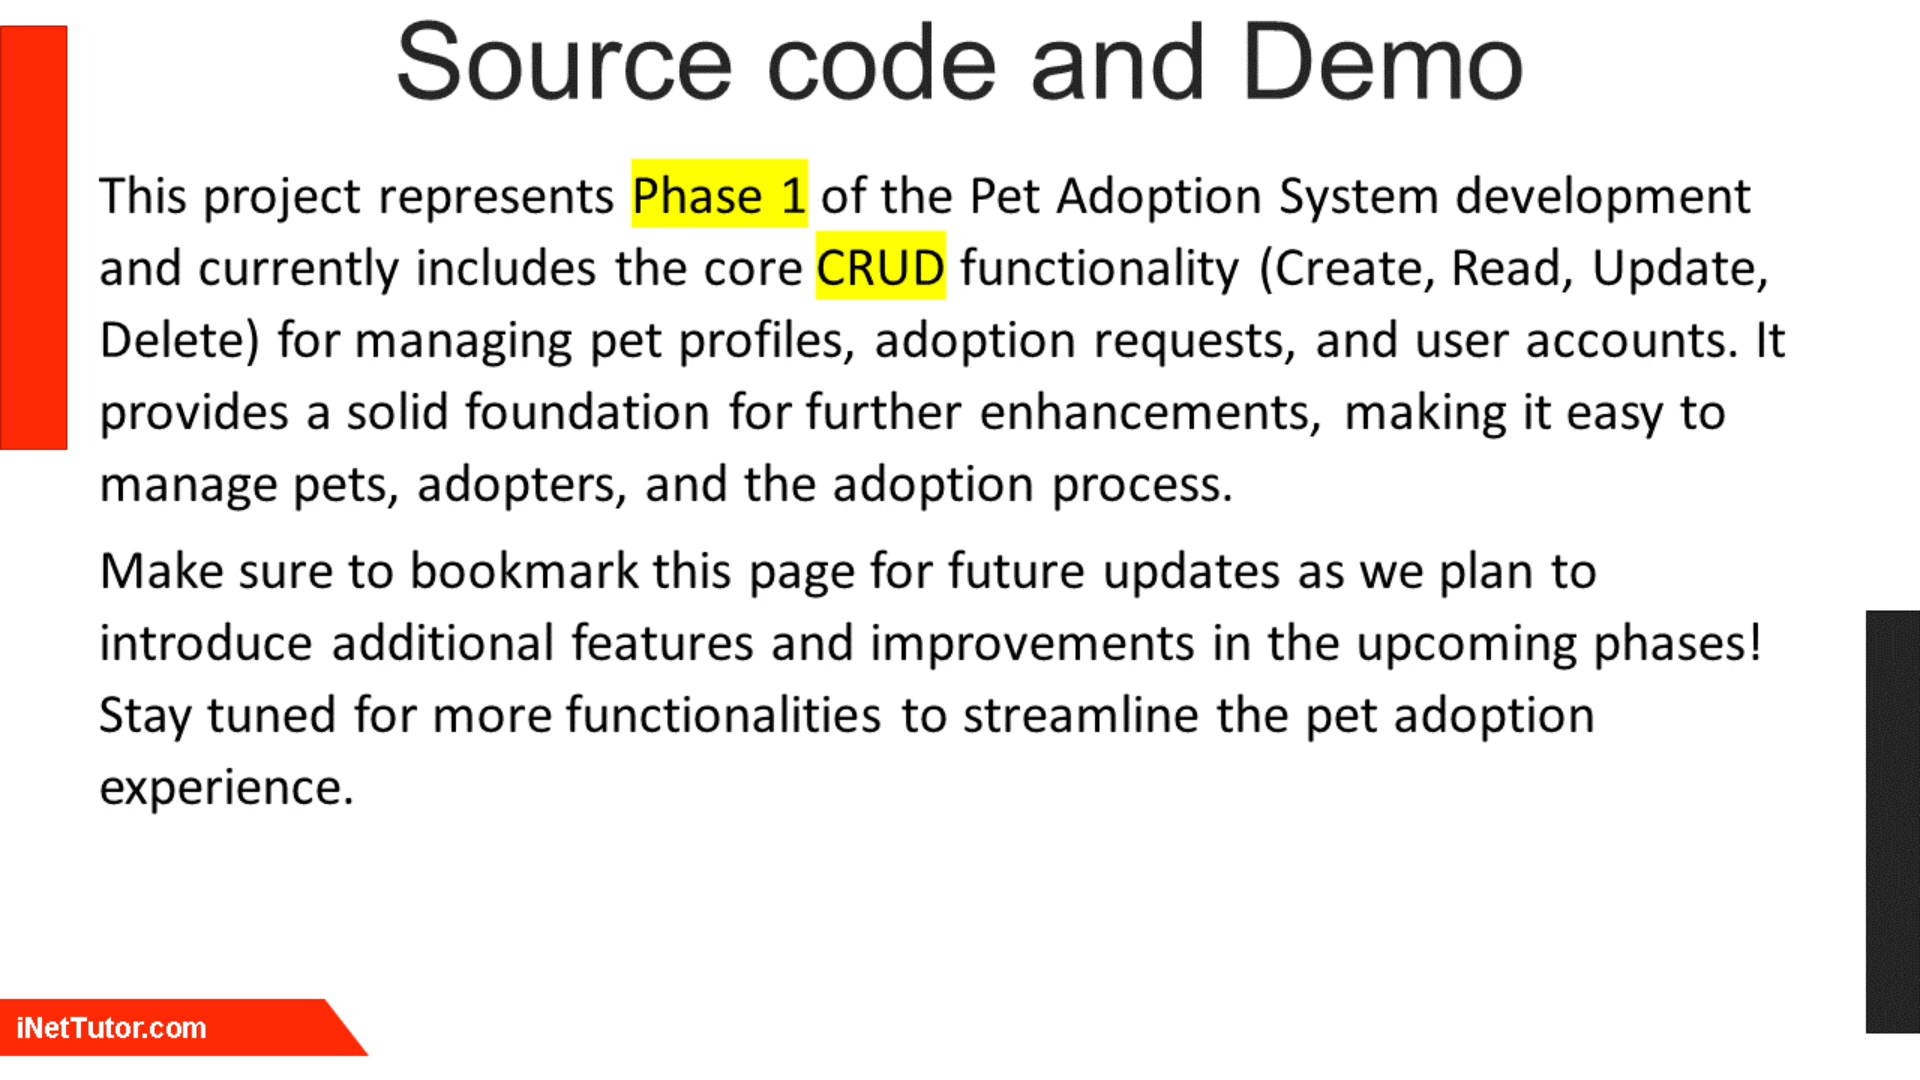 Source code and Demo
This project represents Phase 1 of the Pet Adoption System development
and currently includes the core CRUD functionality (Create, Read, Update,
Delete) for managing pet profiles, adoption requests, and user accounts. It
provides a solid foundation for further enhancements, making it easy to
manage pets, adopters, and the adoption process.
Make sure to bookmark this page for future updates as we plan to
introduce additional features and improvements in the upcoming phases!
Stay tuned for more functionalities to streamline the pet adoption
experience.
iNetTutor.com